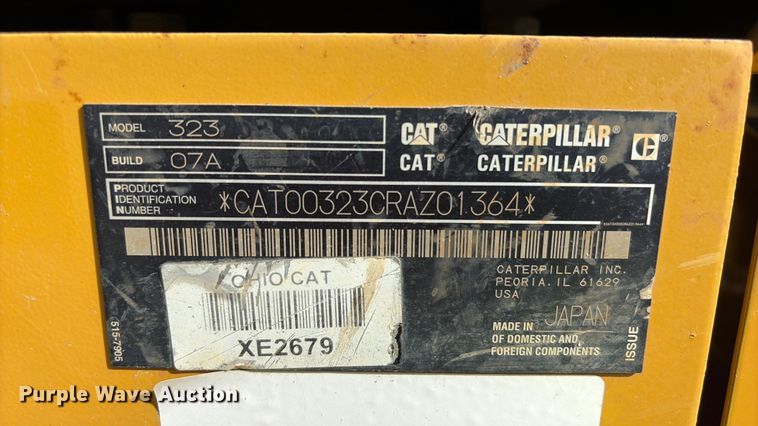 MODEL 323
BUILD 07A
CAT® CATERPILLAR®
CAT® CATERPILLAR®
PRODUCT
IDENTIFICATION
NUMBER
*CAT00323CRAZ01364*
CATERPILLAR INC.
PEORIA, IL 61629
USA
OHIO CAT
XE2679
MADE IN JAPAN
OF DOMESTIC AND
FOREIGN COMPONENTS
515-7905
ISSUE
Purple Wave Auction